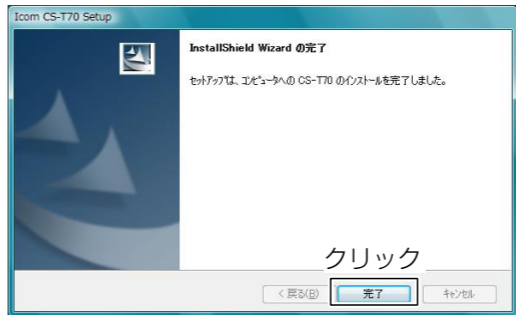 Icom CS-T70 Setup
InstallShield Wizard の完了
ｾｯﾄｱｯﾌﾟは、ｺﾝﾋﾟｭｰﾀへの CS-T70 のｲﾝｽﾄｰﾙを完了しました。
クリック
< 戻る(B)
完了
ｷｬﾝｾﾙ